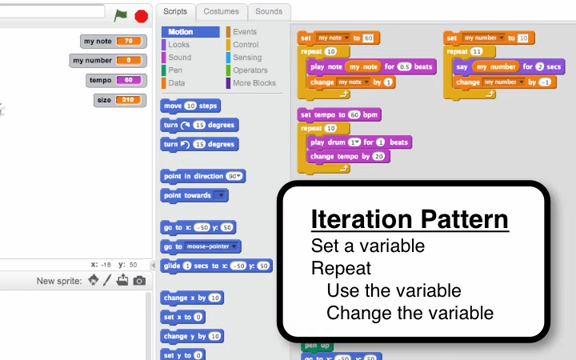 Scripts Costumes Sounds
my note 70
my number 0
tempo 60
size 210
Motion Events
Looks Control
Sound Sensing
Pen Operators
Data More Blocks
move 10 steps
turn 15 degrees
turn 15 degrees
point in direction 90
point towards
go to x: -50 y: 50
go to mouse-pointer
glide 1 secs to x: -50 y: 50
change x by 10
set x to 0
change y by 10
set y to 0
x: -18 y: 50
New sprite:
set my note to 60
repeat 10
play note my note for 0.5 beats
change my note by 1
set my number to 10
repeat 11
say my number for 2 secs
change my number by -1
set tempo to 60 bpm
repeat 10
play drum 1 for 1 beats
change tempo by 20
Iteration Pattern
Set a variable
Repeat
Use the variable
Change the variable
pen up
go to x: -50 y: 50